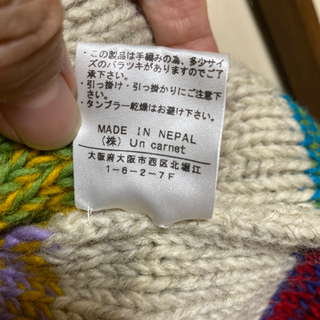 ・この製品は手編みの為、多少サイ
ズのバラツキがありますのでご了
承下さい。
・引っ掛け・引っ掛かりにご注意下
さい。
・タンブラー乾燥はお避け下さい。
MADE IN NEPAL
(株) Un carnet
大阪府大阪市西区北堀江
1-6-2-7F